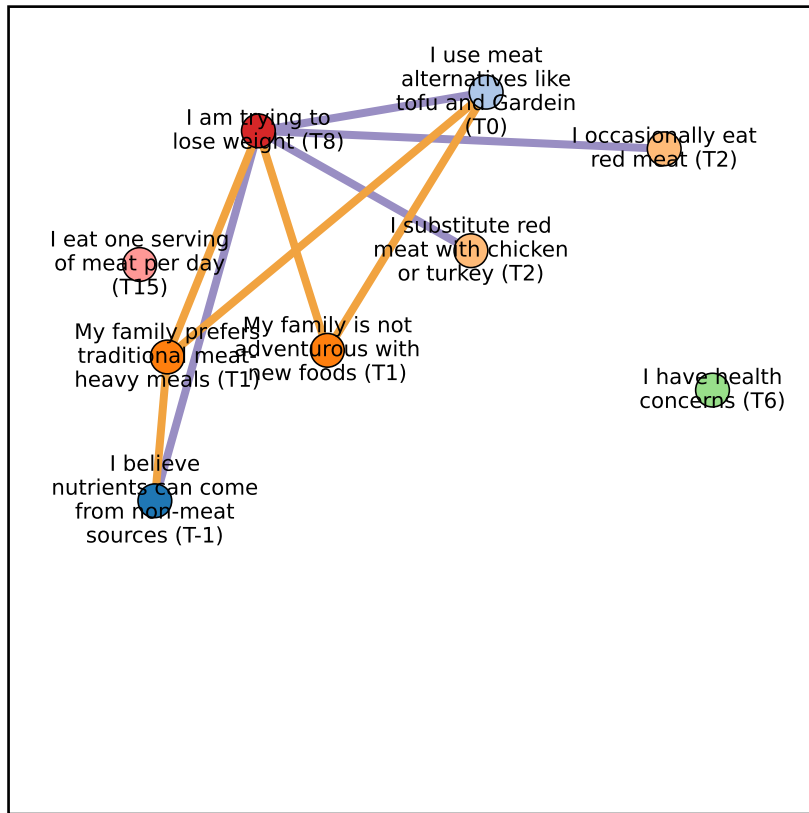 I use meat
alternatives like
tofu and Gardein
(T0)
I am trying to
lose weight (T8)
I occasionally eat
red meat (T2)
I substitute red
meat with chicken
or turkey (T2)
I eat one serving
of meat per day
(T15)
My family prefers
traditional meat-
heavy meals (T1)
My family is not
adventurous with
new foods (T1)
I have health
concerns (T6)
I believe
nutrients can come
from non-meat
sources (T-1)